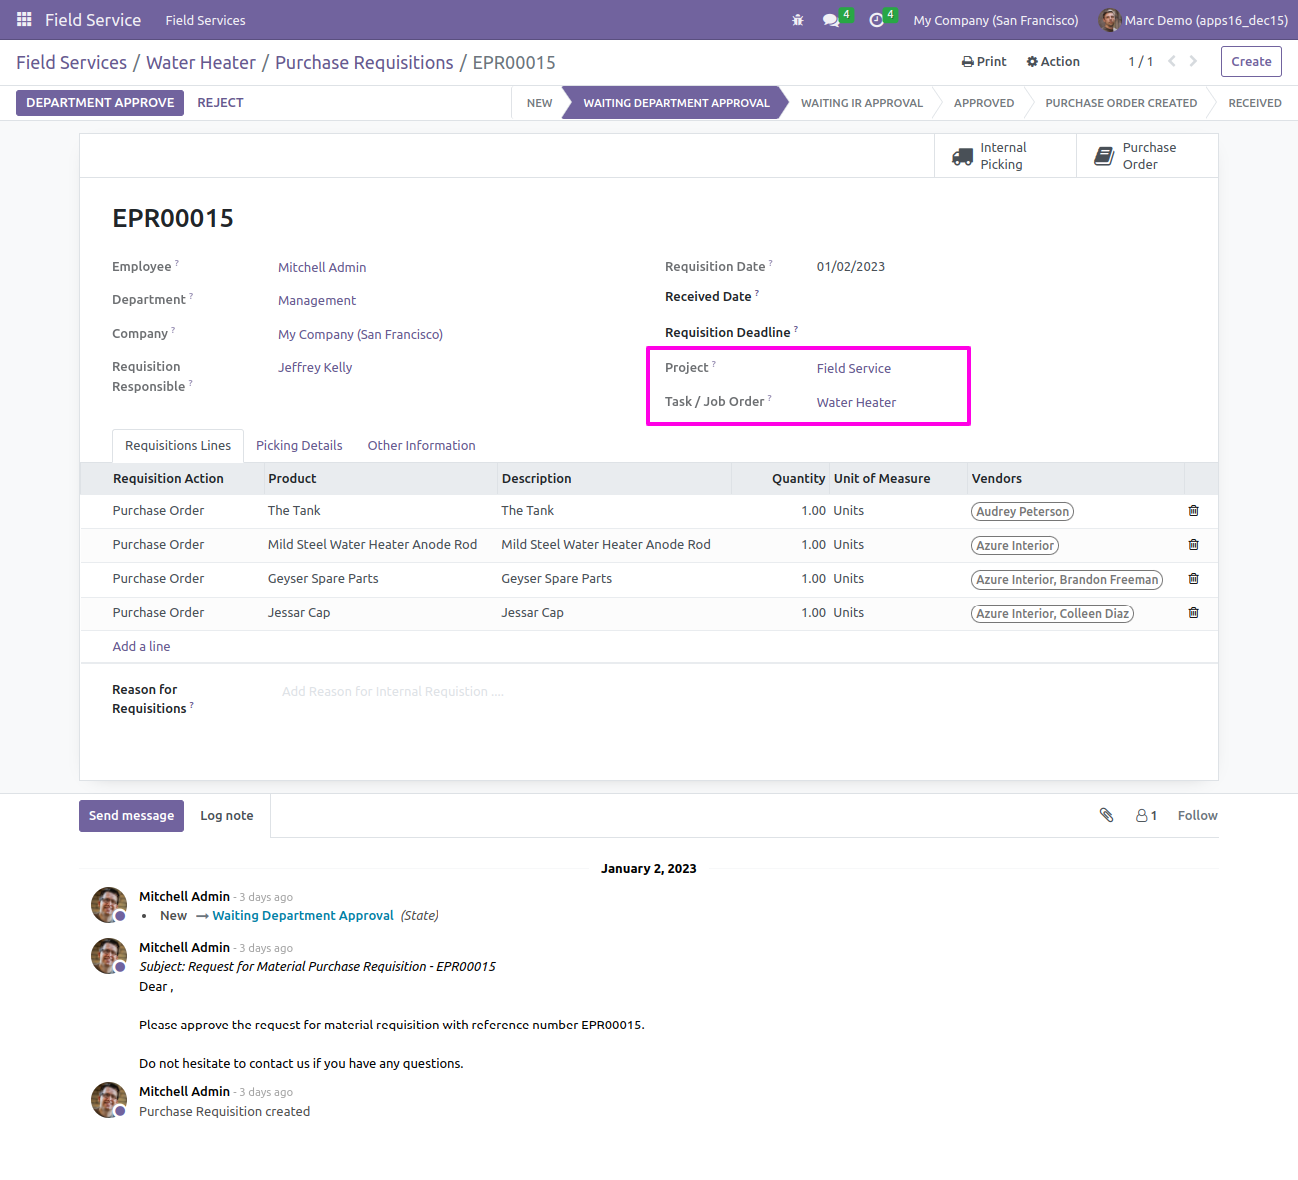 Field Service Field Services 4 4 My Company (San Francisco) Marc Demo (apps16_dec15)
Field Services / Water Heater / Purchase Requisitions / EPR00015 Print Action 1 / 1 Create
DEPARTMENT APPROVE REJECT NEW WAITING DEPARTMENT APPROVAL WAITING IR APPROVAL APPROVED PURCHASE ORDER CREATED RECEIVED
Internal Picking
Purchase Order
EPR00015
Employee ? Mitchell Admin
Department ? Management
Company ? My Company (San Francisco)
Requisition Responsible ? Jeffrey Kelly
Requisition Date ? 01/02/2023
Received Date ?
Requisition Deadline ?
Project ? Field Service
Task / Job Order ? Water Heater
Requisitions Lines Picking Details Other Information
Requisition Action Product Description Quantity Unit of Measure Vendors
Purchase Order The Tank The Tank 1.00 Units Audrey Peterson
Purchase Order Mild Steel Water Heater Anode Rod Mild Steel Water Heater Anode Rod 1.00 Units Azure Interior
Purchase Order Geyser Spare Parts Geyser Spare Parts 1.00 Units Azure Interior, Brandon Freeman
Purchase Order Jessar Cap Jessar Cap 1.00 Units Azure Interior, Colleen Diaz
Add a line
Reason for Requisitions ? Add Reason for Internal Requistion ....
Send message Log note 1 Follow
January 2, 2023
Mitchell Admin - 3 days ago
• New → Waiting Department Approval (State)
Mitchell Admin - 3 days ago
Subject: Request for Material Purchase Requisition - EPR00015
Dear ,
Please approve the request for material requisition with reference number EPR00015.
Do not hesitate to contact us if you have any questions.
Mitchell Admin - 3 days ago
Purchase Requisition created